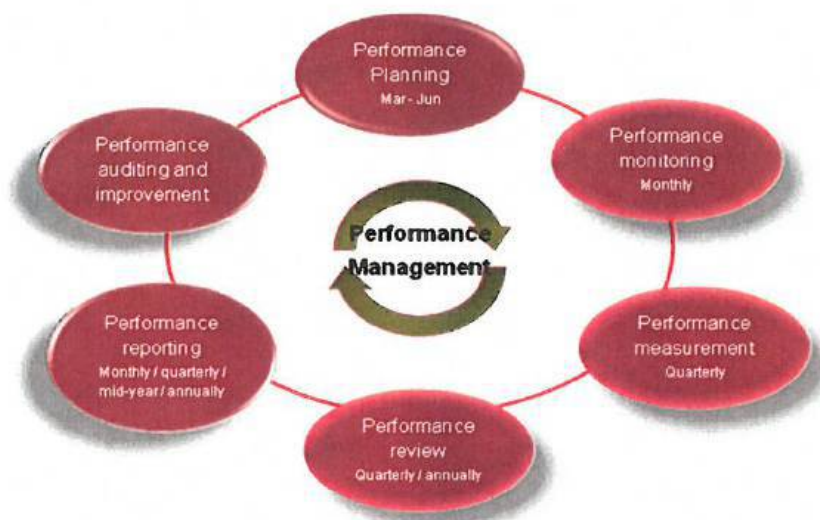 Performance
Planning
Mar- Jun
Performance
monitoring
Monthly
Performance
measurement
Quarterly
Performance
review
Quarterly / annually
Performance
reporting
Monthly / quarterly /
mid-year / annually
Performance
auditing and
improvement
Performance
Management